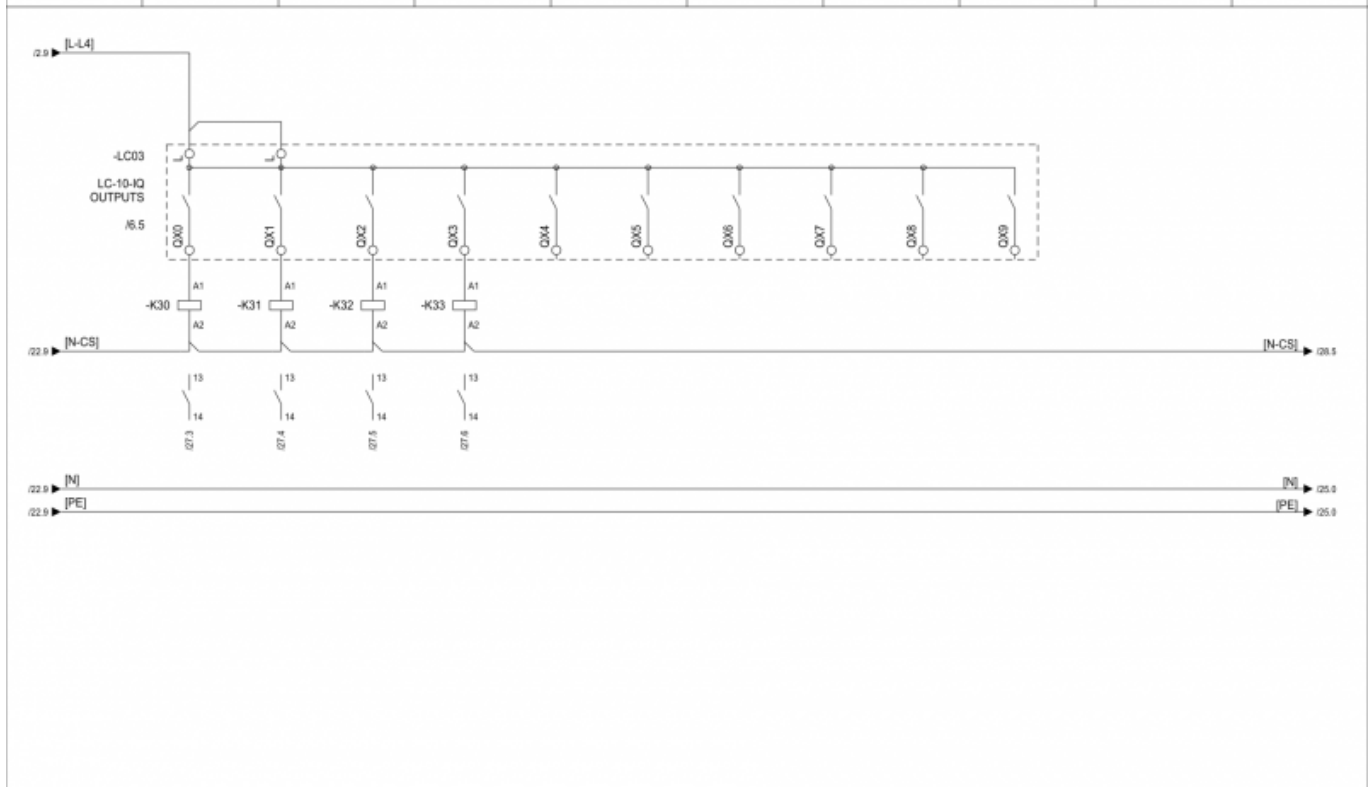 [L-L4]
/2.9
-LC03
L
L
LC-10-IQ
OUTPUTS
/6.5
QX0
QX1
QX2
QX3
QX4
QX5
QX6
QX7
QX8
QX9
A1
A1
A1
A1
-K30
-K31
-K32
-K33
A2
A2
A2
A2
[N-CS]
[N-CS]
/22.9
/28.5
13
13
13
13
14
14
14
14
/27.3
/27.4
/27.5
/27.6
[N]
[N]
/22.9
/25.0
[PE]
[PE]
/22.9
/25.0